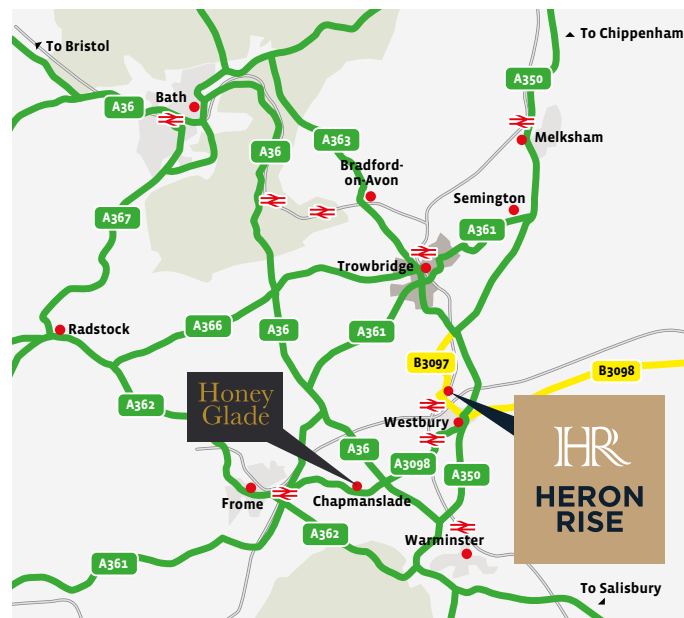 To Bristol
To Chippenham
A350
Bath
A36
A363
Melksham
A36
Bradford-
on-Avon
Semington
A367
A361
Trowbridge
Radstock
A366
A36
A361
B3097
B3098
Honey
Glade
A362
Westbury
HR
A36
A3098
A350
HERON
RISE
Frome
Chapmanslade
A362
Warminster
A361
To Salisbury